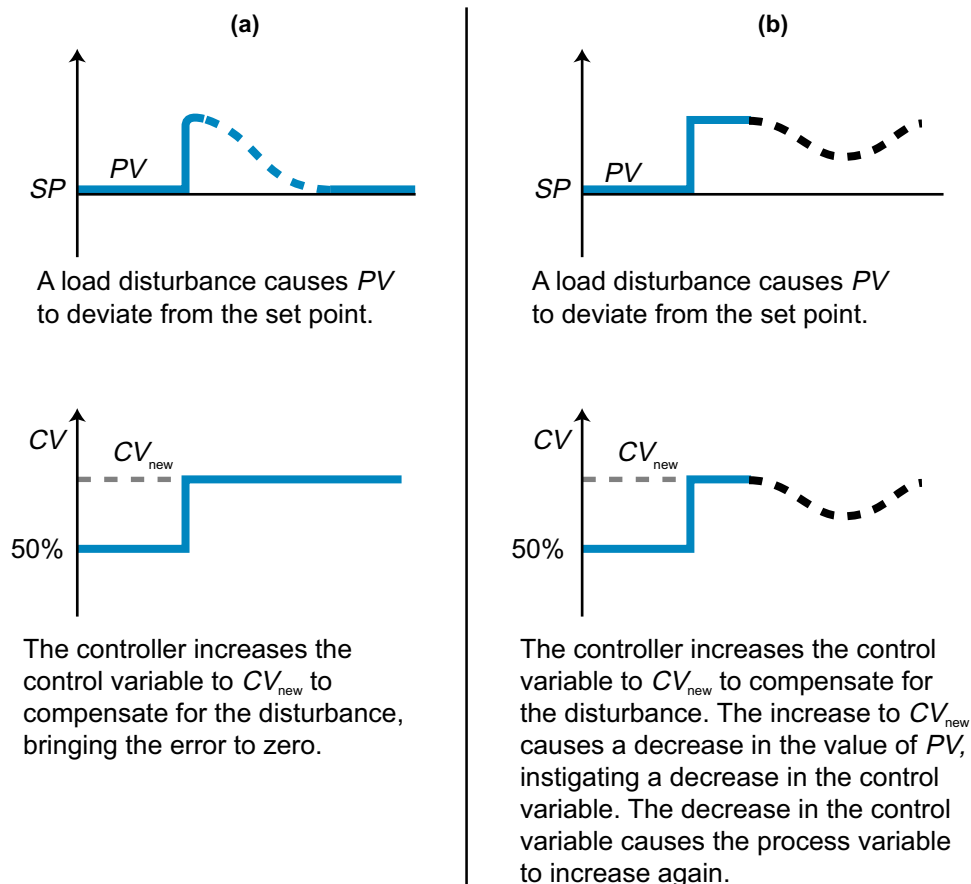 (a)
PV
SP
A load disturbance causes PV
to deviate from the set point.
CV
CVnew
50%
The controller increases the
control variable to CVnew to
compensate for the disturbance,
bringing the error to zero.
(b)
PV
SP
A load disturbance causes PV
to deviate from the set point.
CV
CVnew
50%
The controller increases the control
variable to CVnew to compensate for
the disturbance. The increase to CVnew
causes a decrease in the value of PV,
instigating a decrease in the control
variable. The decrease in the control
variable causes the process variable
to increase again.